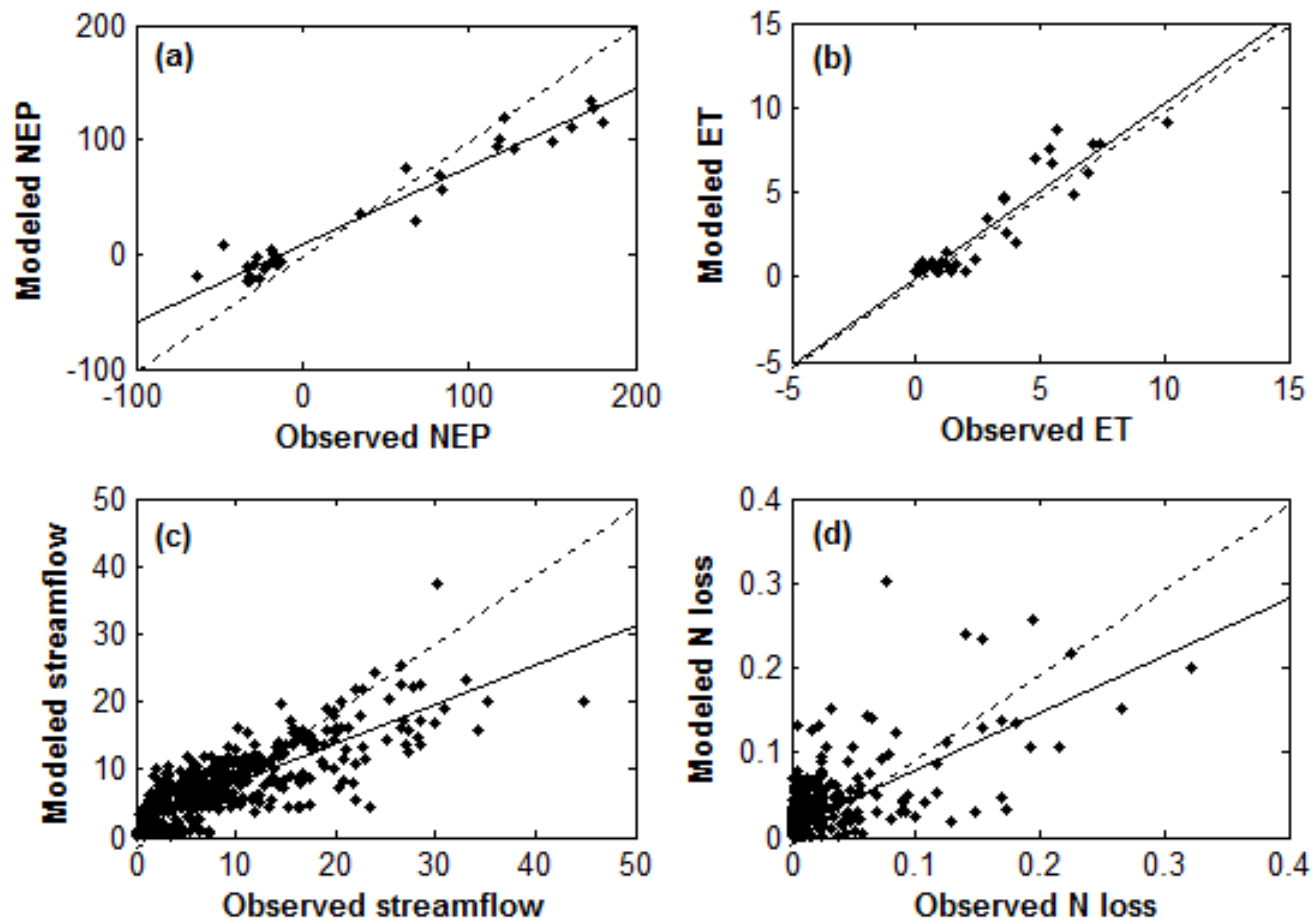 (a)
Modeled NEP
200
100
0
-100
-100 0 100 200
Observed NEP
(b)
Modeled ET
15
10
5
0
-5
-5 0 5 10 15
Observed ET
(c)
Modeled streamflow
50
40
30
20
10
0
0 10 20 30 40 50
Observed streamflow
(d)
Modeled N loss
0.4
0.3
0.2
0.1
0
0 0.1 0.2 0.3 0.4
Observed N loss